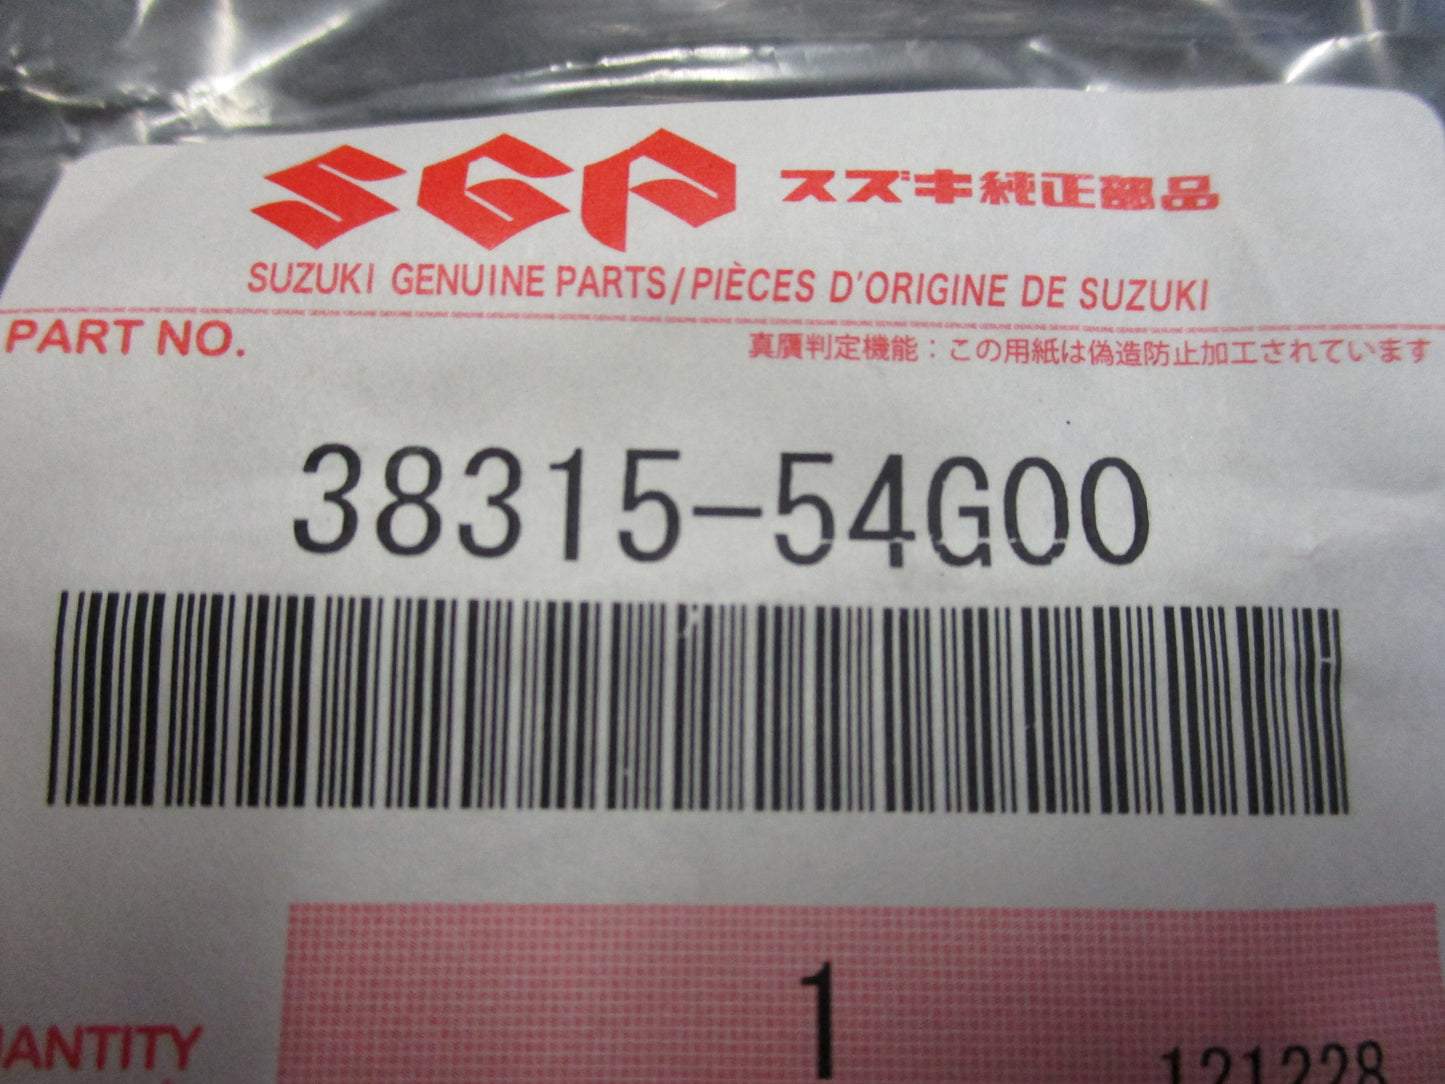 SGP スズキ純正部品
SUZUKI GENUINE PARTS/PIÈCES D'ORIGINE DE SUZUKI
PART NO.
真贋判定機能：この用紙は偽造防止加工されています
38315-54G00
1
UANTITY
121228